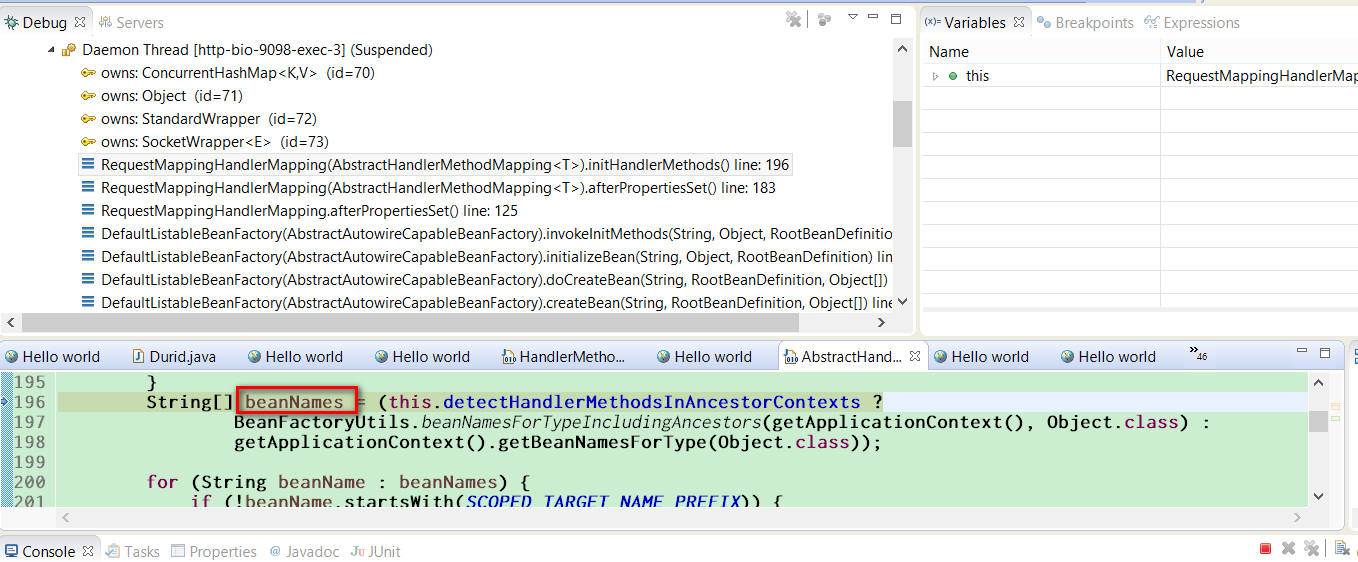 Debug Servers
Daemon Thread [http-bio-9098-exec-3] (Suspended)
owns: ConcurrentHashMap<K,V> (id=70)
owns: Object (id=71)
owns: StandardWrapper (id=72)
owns: SocketWrapper<E> (id=73)
RequestMappingHandlerMapping(AbstractHandlerMethodMapping<T>).initHandlerMethods() line: 196
RequestMappingHandlerMapping(AbstractHandlerMethodMapping<T>).afterPropertiesSet() line: 183
RequestMappingHandlerMapping.afterPropertiesSet() line: 125
DefaultListableBeanFactory(AbstractAutowireCapableBeanFactory).invokeInitMethods(String, Object, RootBeanDefinitio
DefaultListableBeanFactory(AbstractAutowireCapableBeanFactory).initializeBean(String, Object, RootBeanDefinition) lin
DefaultListableBeanFactory(AbstractAutowireCapableBeanFactory).doCreateBean(String, RootBeanDefinition, Object[])
DefaultListableBeanFactory(AbstractAutowireCapableBeanFactory).createBean(String, RootBeanDefinition, Object[]) line
(x)= Variables Breakpoints Expressions
Name Value
this RequestMappingHandlerMap
Hello world Durid.java Hello world Hello world HandlerMetho... Hello world AbstractHand... Hello world Hello world »46
195 }
196 String[] beanNames = (this.detectHandlerMethodsInAncestorContexts ?
197 BeanFactoryUtils.beanNamesForTypeIncludingAncestors(getApplicationContext(), Object.class) :
198 getApplicationContext().getBeanNamesForType(Object.class));
199
200 for (String beanName : beanNames) {
201 if (!beanName.startsWith(SCOPED_TARGET_NAME_PREFIX)) {
Console Tasks Properties @ Javadoc Ju JUnit